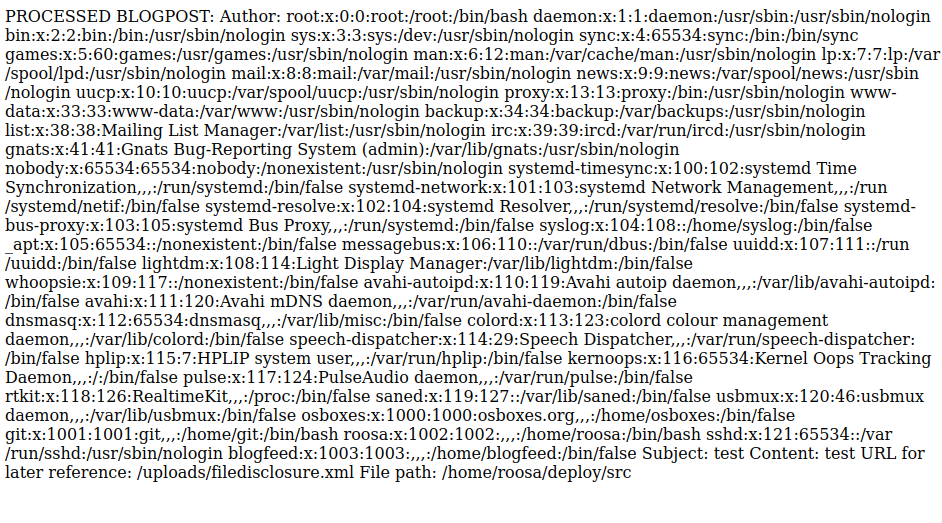 PROCESSED BLOGPOST: Author: root:x:0:0:root:/root:/bin/bash daemon:x:1:1:daemon:/usr/sbin:/usr/sbin/nologin
bin:x:2:2:bin:/bin:/usr/sbin/nologin sys:x:3:3:sys:/dev:/usr/sbin/nologin sync:x:4:65534:sync:/bin:/bin/sync
games:x:5:60:games:/usr/games:/usr/sbin/nologin man:x:6:12:man:/var/cache/man:/usr/sbin/nologin lp:x:7:7:lp:/var
/spool/lpd:/usr/sbin/nologin mail:x:8:8:mail:/var/mail:/usr/sbin/nologin news:x:9:9:news:/var/spool/news:/usr/sbin
/nologin uucp:x:10:10:uucp:/var/spool/uucp:/usr/sbin/nologin proxy:x:13:13:proxy:/bin:/usr/sbin/nologin www-
data:x:33:33:www-data:/var/www:/usr/sbin/nologin backup:x:34:34:backup:/var/backups:/usr/sbin/nologin
list:x:38:38:Mailing List Manager:/var/list:/usr/sbin/nologin irc:x:39:39:ircd:/var/run/ircd:/usr/sbin/nologin
gnats:x:41:41:Gnats Bug-Reporting System (admin):/var/lib/gnats:/usr/sbin/nologin
nobody:x:65534:65534:nobody:/nonexistent:/usr/sbin/nologin systemd-timesync:x:100:102:systemd Time
Synchronization,,,:/run/systemd:/bin/false systemd-network:x:101:103:systemd Network Management,,,:/run
/systemd/netif:/bin/false systemd-resolve:x:102:104:systemd Resolver,,,:/run/systemd/resolve:/bin/false systemd-
bus-proxy:x:103:105:systemd Bus Proxy,,,:/run/systemd:/bin/false syslog:x:104:108::/home/syslog:/bin/false
_apt:x:105:65534::/nonexistent:/bin/false messagebus:x:106:110::/var/run/dbus:/bin/false uuidd:x:107:111::/run
/uuidd:/bin/false lightdm:x:108:114:Light Display Manager:/var/lib/lightdm:/bin/false
whoopsie:x:109:117::/nonexistent:/bin/false avahi-autoipd:x:110:119:Avahi autoip daemon,,,:/var/lib/avahi-autoipd:
/bin/false avahi:x:111:120:Avahi mDNS daemon,,,:/var/run/avahi-daemon:/bin/false
dnsmasq:x:112:65534:dnsmasq,,,:/var/lib/misc:/bin/false colord:x:113:123:colord colour management
daemon,,,:/var/lib/colord:/bin/false speech-dispatcher:x:114:29:Speech Dispatcher,,,:/var/run/speech-dispatcher:
/bin/false hplip:x:115:7:HPLIP system user,,,:/var/run/hplip:/bin/false kernoops:x:116:65534:Kernel Oops Tracking
Daemon,,,:/:/bin/false pulse:x:117:124:PulseAudio daemon,,,:/var/run/pulse:/bin/false
rtkit:x:118:126:RealtimeKit,,,:/proc:/bin/false saned:x:119:127::/var/lib/saned:/bin/false usbmux:x:120:46:usbmux
daemon,,,:/var/lib/usbmux:/bin/false osboxes:x:1000:1000:osboxes.org,,,:/home/osboxes:/bin/false
git:x:1001:1001:git,,,:/home/git:/bin/bash roosa:x:1002:1002:,,,:/home/roosa:/bin/bash sshd:x:121:65534::/var
/run/sshd:/usr/sbin/nologin blogfeed:x:1003:1003:,,,:/home/blogfeed:/bin/false Subject: test Content: test URL for
later reference: /uploads/filedisclosure.xml File path: /home/roosa/deploy/src